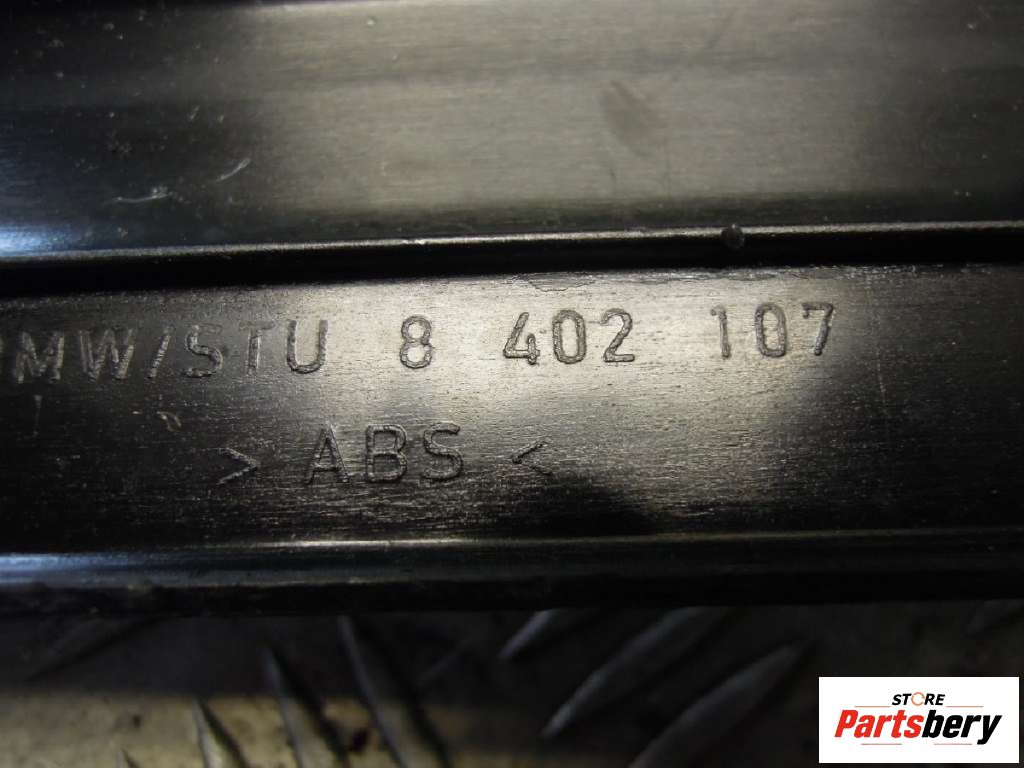 MW/STU 8 402 107
> ABS <
STORE
Partsbery